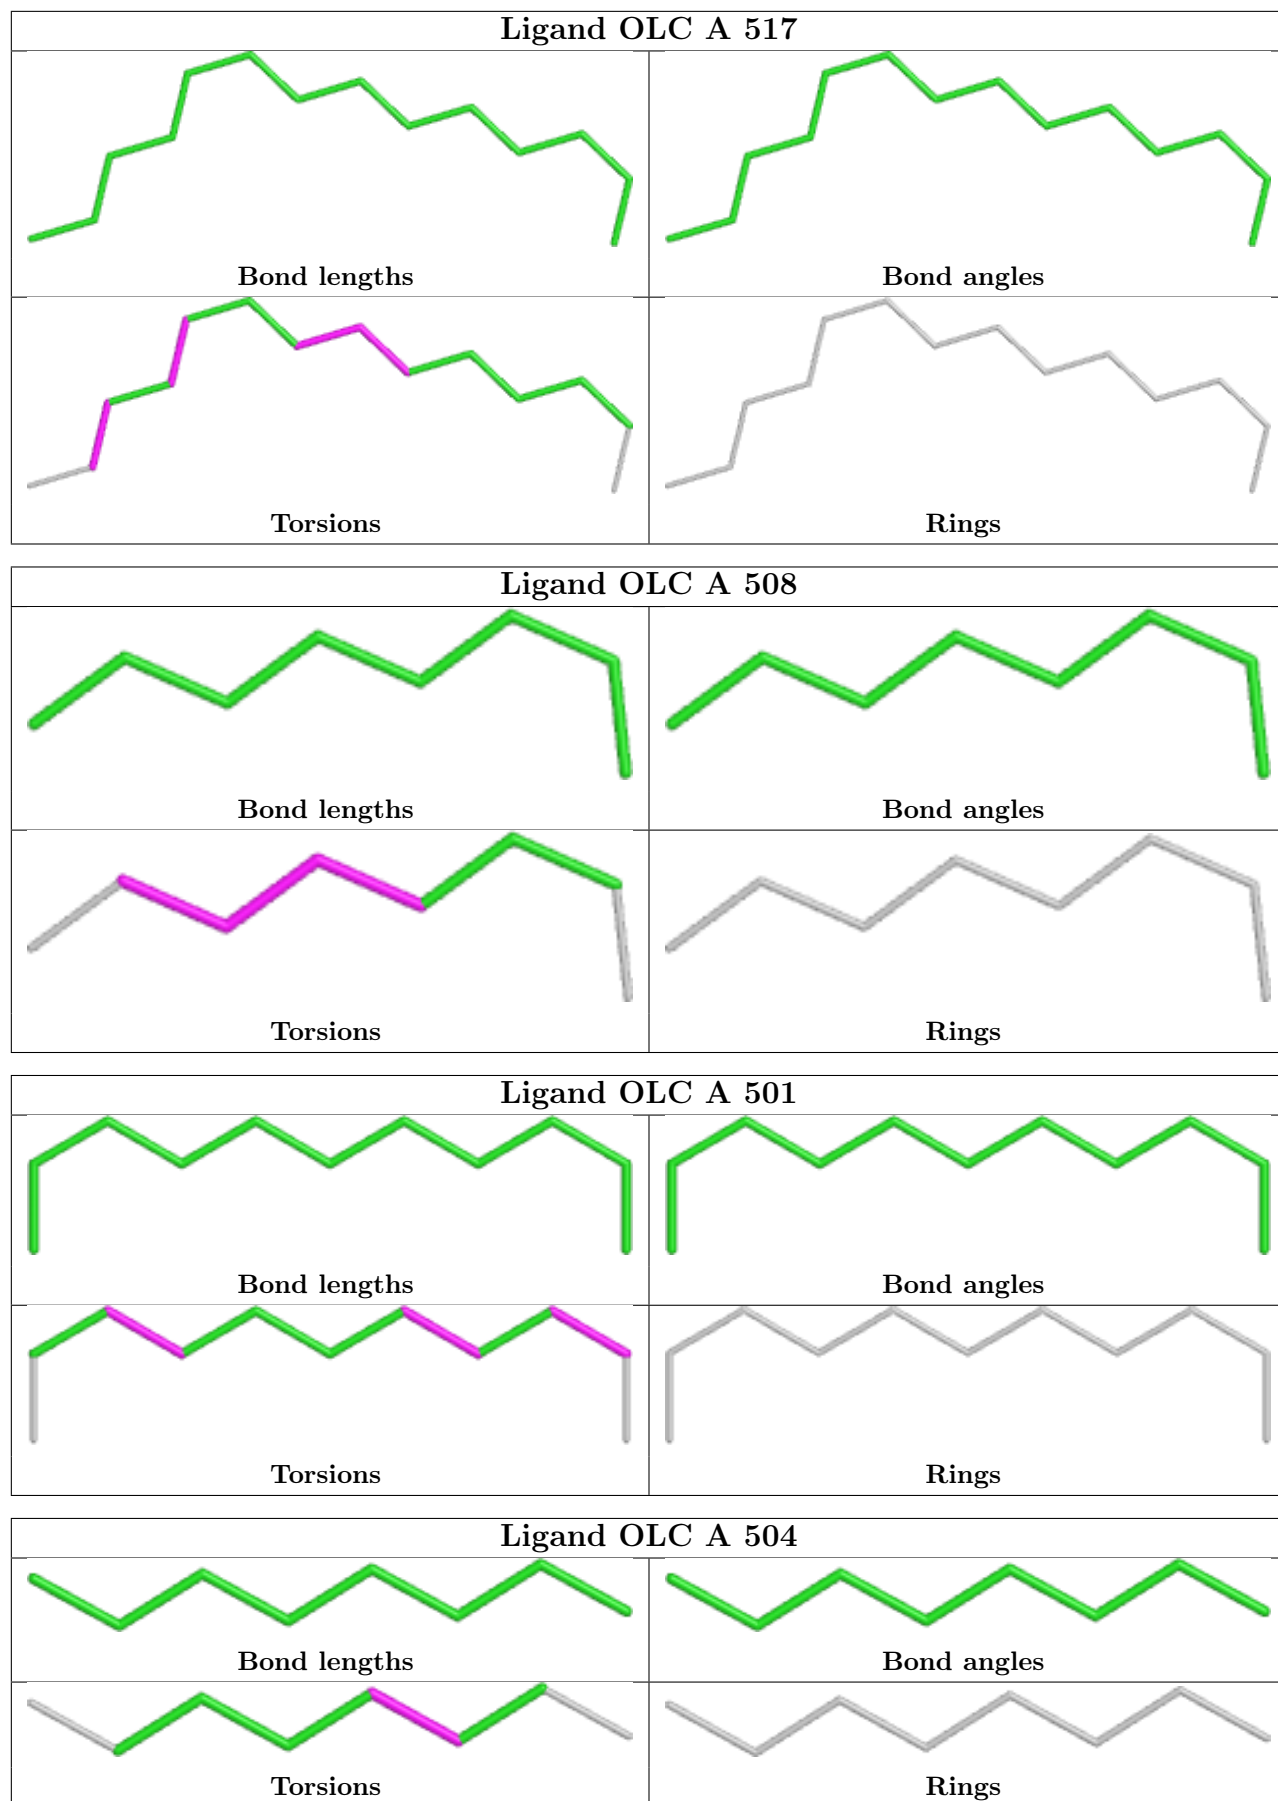 Ligand OLC A 517
Bond lengths
Bond angles
Torsions
Rings
Ligand OLC A 508
Bond lengths
Bond angles
Torsions
Rings
Ligand OLC A 501
Bond lengths
Bond angles
Torsions
Rings
Ligand OLC A 504
Bond lengths
Bond angles
Torsions
Rings